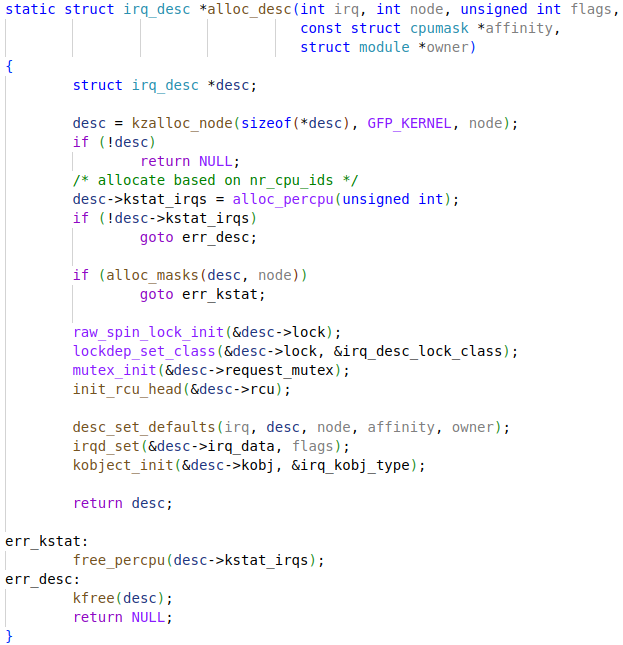 static struct irq_desc *alloc_desc(int irq, int node, unsigned int flags,
                                   const struct cpumask *affinity,
                                   struct module *owner)
{
        struct irq_desc *desc;

        desc = kzalloc_node(sizeof(*desc), GFP_KERNEL, node);
        if (!desc)
                return NULL;
        /* allocate based on nr_cpu_ids */
        desc->kstat_irqs = alloc_percpu(unsigned int);
        if (!desc->kstat_irqs)
                goto err_desc;

        if (alloc_masks(desc, node))
                goto err_kstat;

        raw_spin_lock_init(&desc->lock);
        lockdep_set_class(&desc->lock, &irq_desc_lock_class);
        mutex_init(&desc->request_mutex);
        init_rcu_head(&desc->rcu);

        desc_set_defaults(irq, desc, node, affinity, owner);
        irqd_set(&desc->irq_data, flags);
        kobject_init(&desc->kobj, &irq_kobj_type);

        return desc;

err_kstat:
        free_percpu(desc->kstat_irqs);
err_desc:
        kfree(desc);
        return NULL;
}